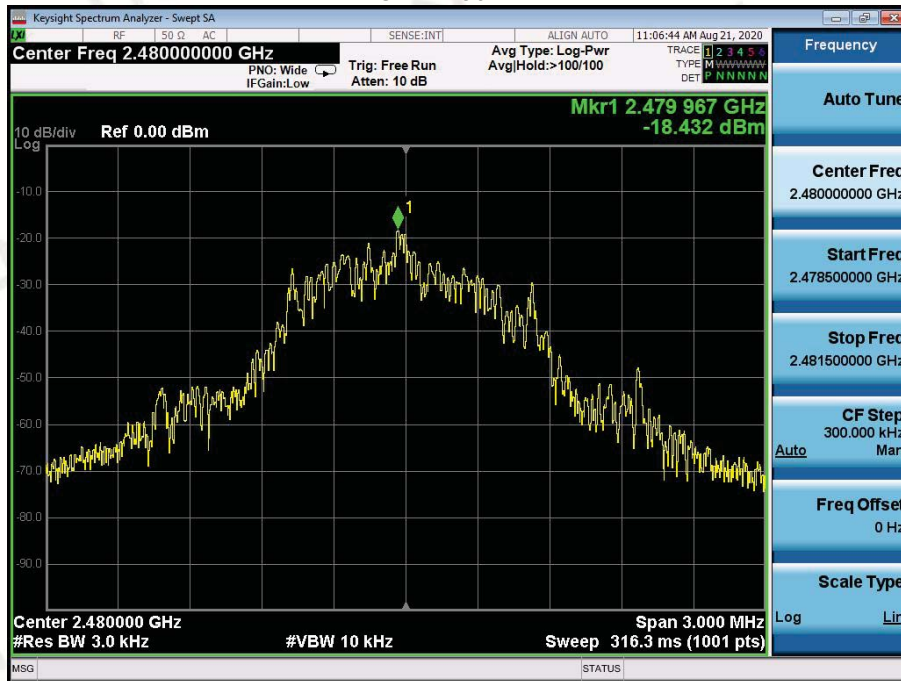 Keysight Spectrum Analyzer - Swept SA
LXI RF 50 Ω AC SENSE:INT ALIGN AUTO 11:06:44 AM Aug 21, 2020
Center Freq 2.480000000 GHz
PNO: Wide
IFGain:Low
Trig: Free Run
Atten: 10 dB
Avg Type: Log-Pwr
Avg|Hold:>100/100
TRACE 1 2 3 4 5 6
TYPE M WWWWW
DET P N N N N N
Mkr1 2.479 967 GHz
-18.432 dBm
10 dB/div Ref 0.00 dBm
Log
-10.0
-20.0
-30.0
-40.0
-50.0
-60.0
-70.0
-80.0
-90.0
1
Center 2.480000 GHz Span 3.000 MHz
#Res BW 3.0 kHz #VBW 10 kHz Sweep 316.3 ms (1001 pts)
MSG STATUS
Frequency
Auto Tune
Center Freq
2.480000000 GHz
Start Freq
2.478500000 GHz
Stop Freq
2.481500000 GHz
CF Step
300.000 kHz
Auto Man
Freq Offset
0 Hz
Scale Type
Log Lin